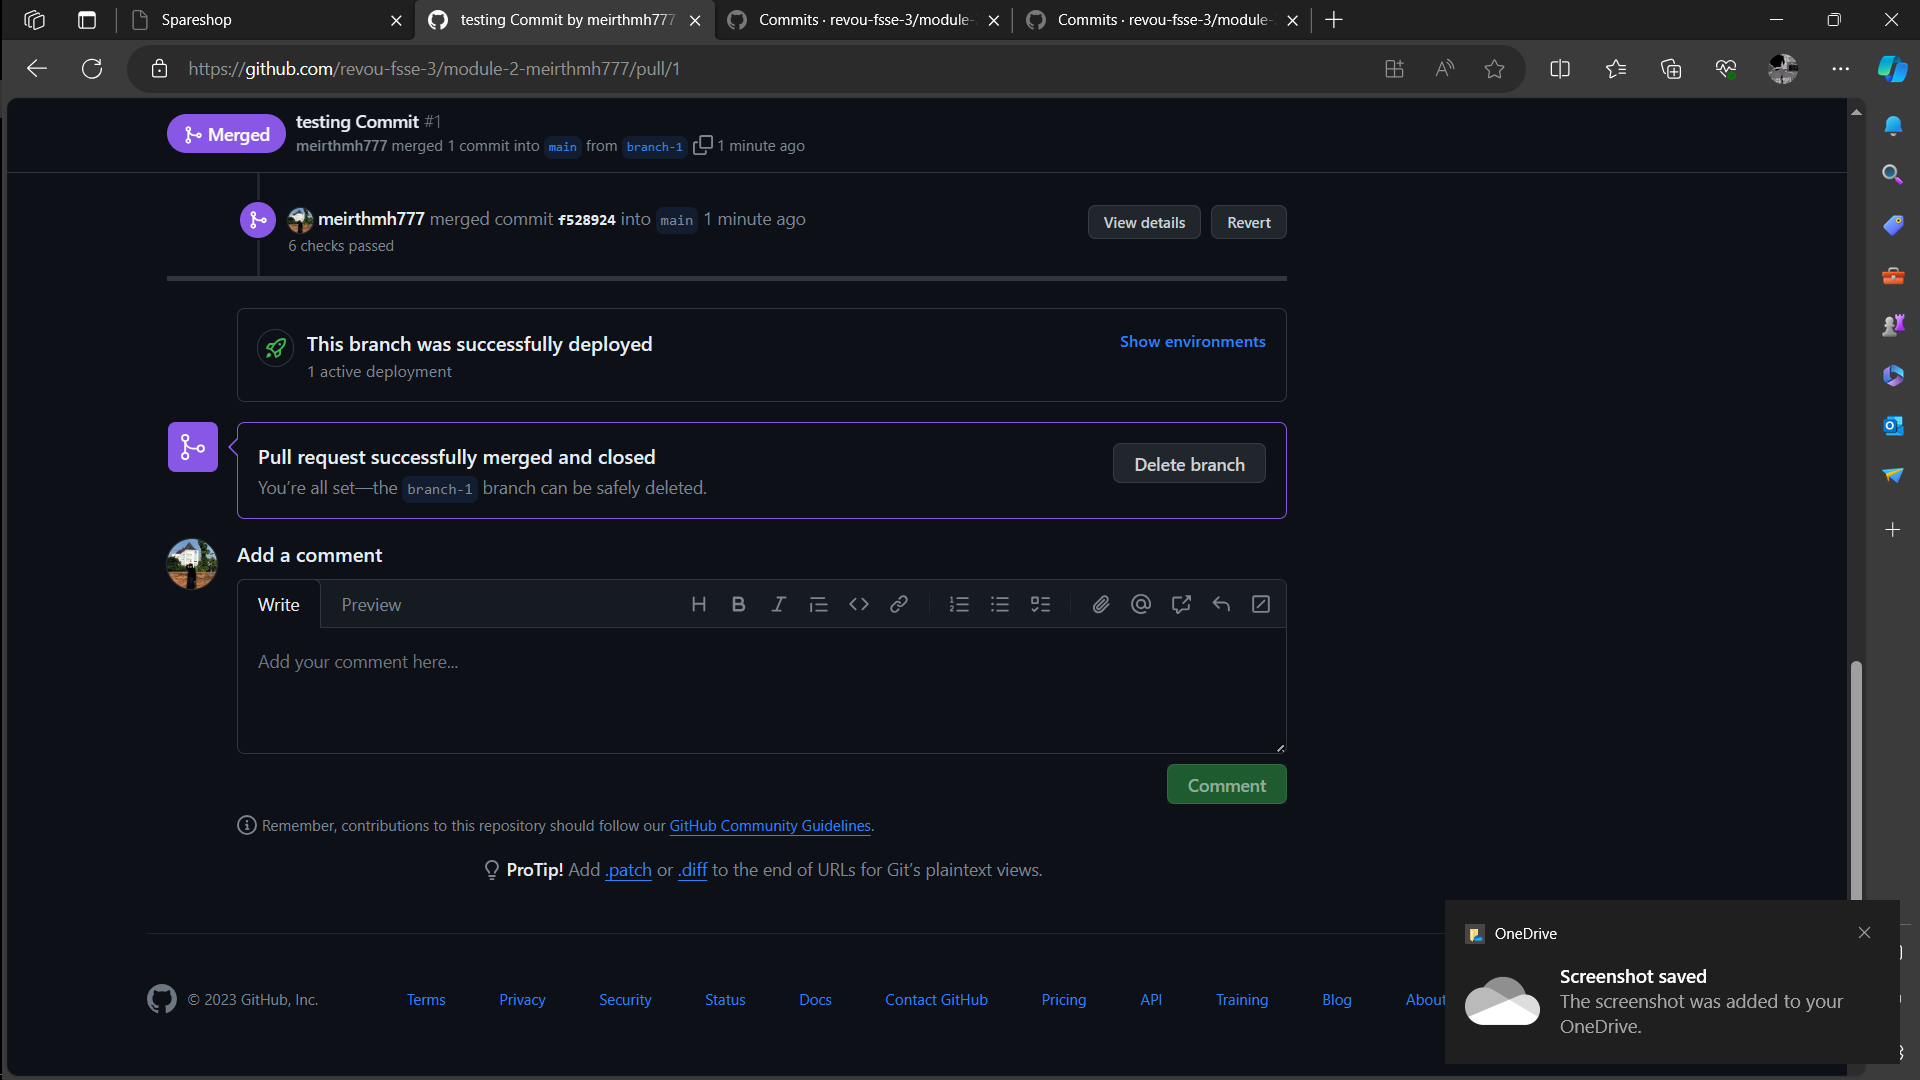 Spareshop
testing Commit by meirthmh777
Commits · revou-fsse-3/module-
Commits · revou-fsse-3/module-
https://github.com/revou-fsse-3/module-2-meirthmh777/pull/1
Merged
testing Commit #1
meirthmh777 merged 1 commit into main from branch-1 1 minute ago
meirthmh777 merged commit f528924 into main 1 minute ago
6 checks passed
View details
Revert
This branch was successfully deployed
1 active deployment
Show environments
Pull request successfully merged and closed
You're all set—the branch-1 branch can be safely deleted.
Delete branch
Add a comment
Write
Preview
Add your comment here...
Comment
Remember, contributions to this repository should follow our GitHub Community Guidelines.
ProTip! Add .patch or .diff to the end of URLs for Git's plaintext views.
© 2023 GitHub, Inc.
Terms
Privacy
Security
Status
Docs
Contact GitHub
Pricing
API
Training
Blog
About
OneDrive
Screenshot saved
The screenshot was added to your
OneDrive.